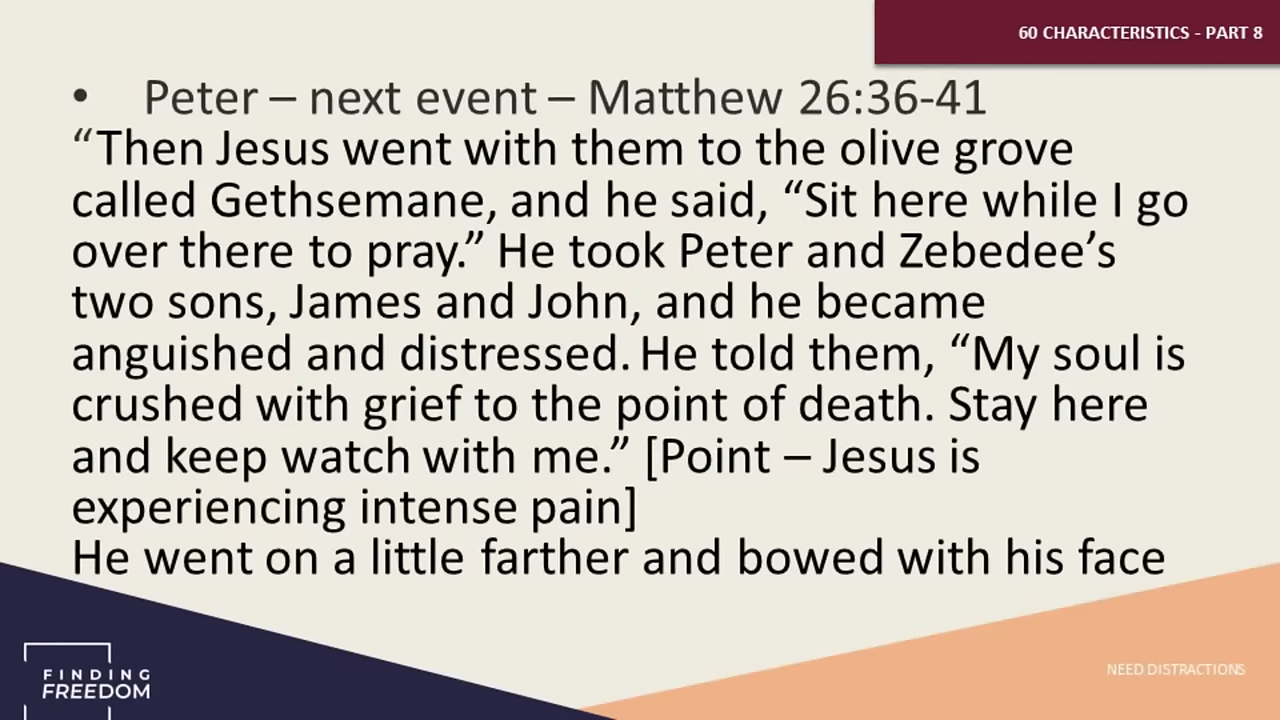 60 CHARACTERISTICS - PART 8
• Peter – next event – Matthew 26:36-41
“Then Jesus went with them to the olive grove
called Gethsemane, and he said, “Sit here while I go
over there to pray.” He took Peter and Zebedee’s
two sons, James and John, and he became
anguished and distressed. He told them, “My soul is
crushed with grief to the point of death. Stay here
and keep watch with me.” [Point – Jesus is
experiencing intense pain]
He went on a little farther and bowed with his face
FINDING
FREEDOM
NEED DISTRACTIONS